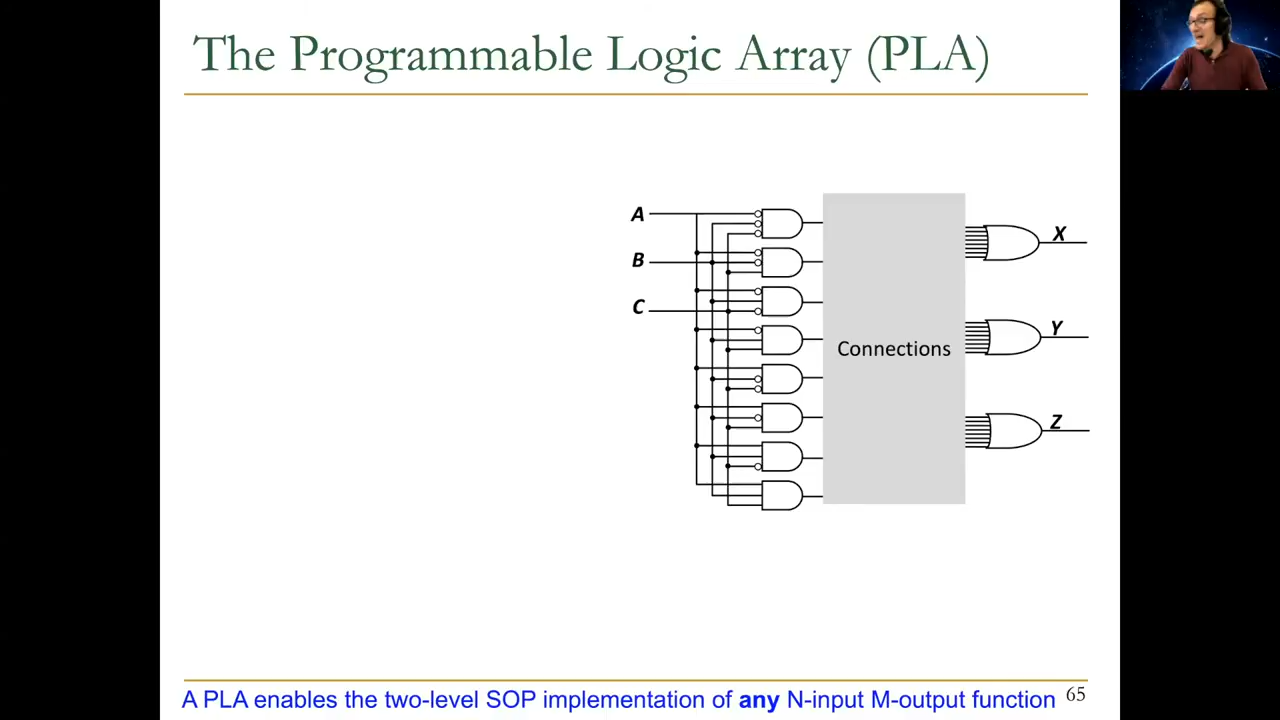 The Programmable Logic Array (PLA)
A
B
C
Connections
X
Y
Z
A PLA enables the two-level SOP implementation of any N-input M-output function 65